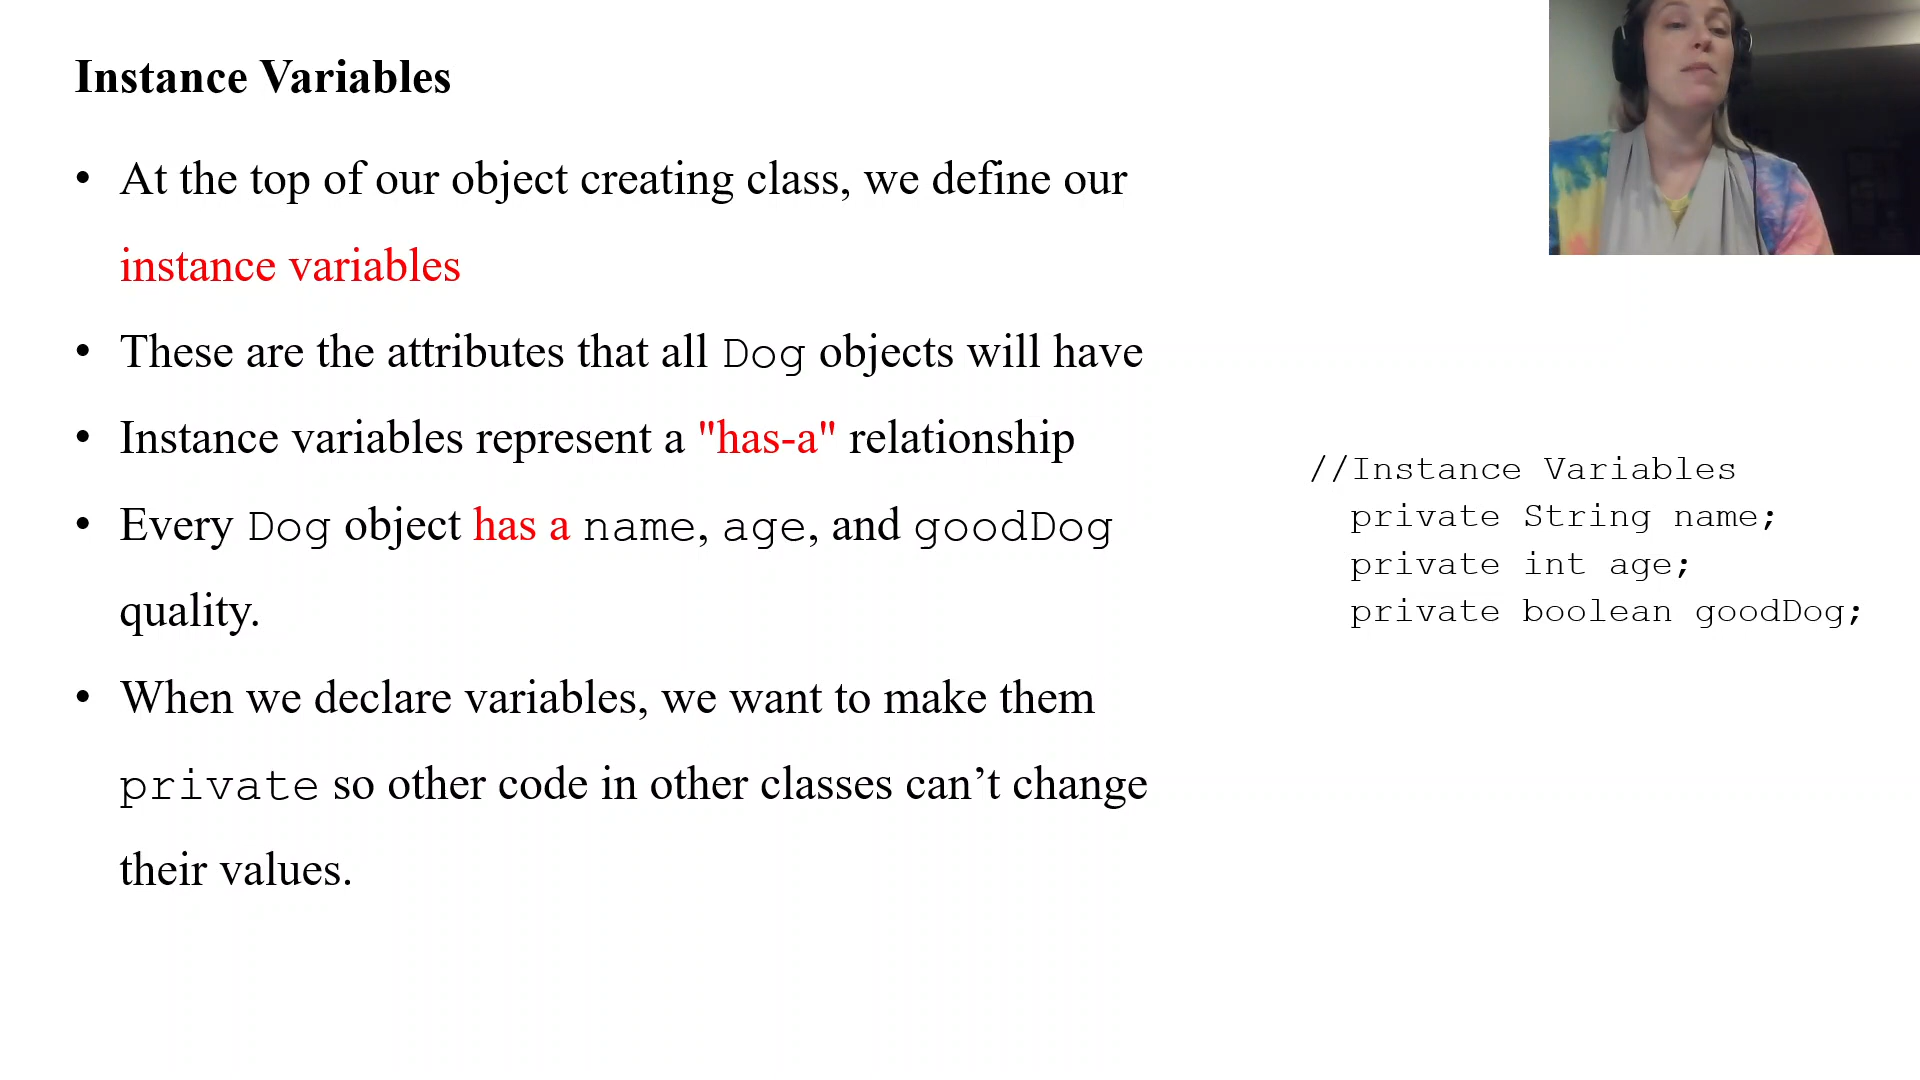 Instance Variables
• At the top of our object creating class, we define our
instance variables
• These are the attributes that all Dog objects will have
• Instance variables represent a "has-a" relationship
• Every Dog object has a name, age, and goodDog
quality.
• When we declare variables, we want to make them
private so other code in other classes can’t change
their values.
//Instance Variables
private String name;
private int age;
private boolean goodDog;